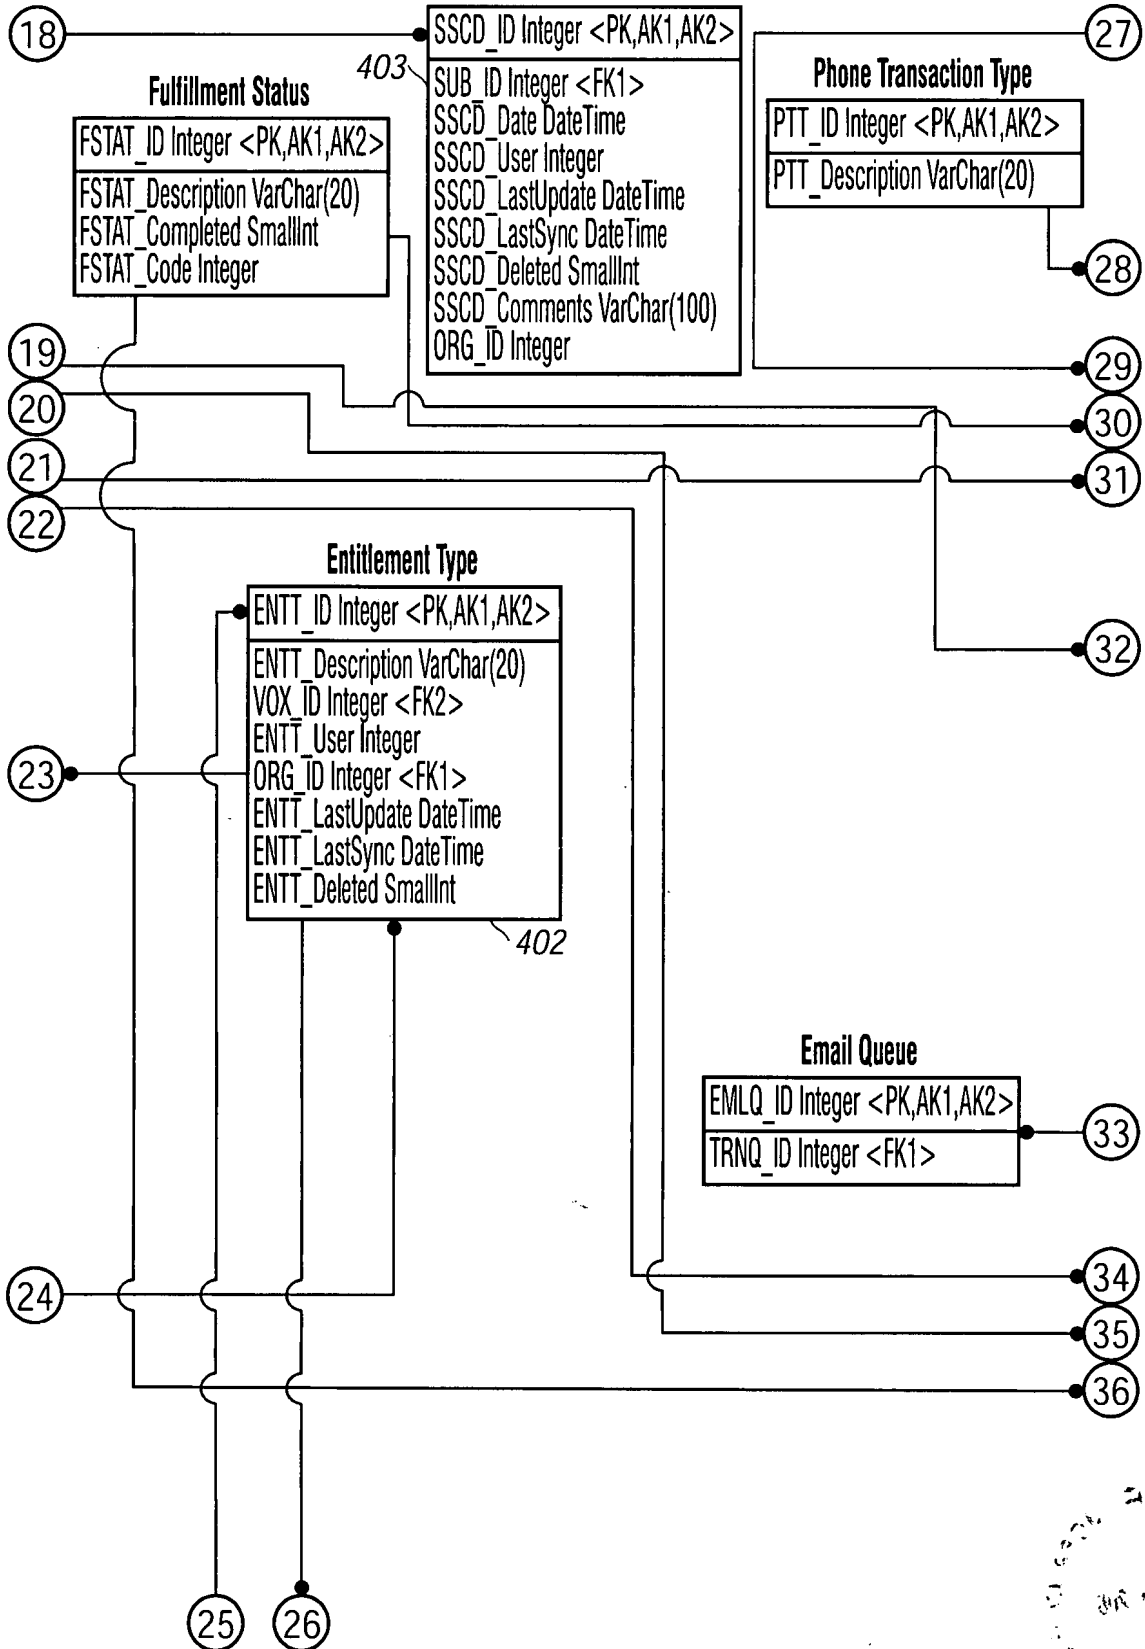 18
SSCD_ID Integer <PK,AK1,AK2>
27
403
SUB_ID Integer <FK1>
SSCD_Date DateTime
SSCD_User Integer
SSCD_LastUpdate DateTime
SSCD_LastSync DateTime
SSCD_Deleted SmallInt
SSCD_Comments VarChar(100)
ORG_ID Integer
Fulfillment Status
FSTAT_ID Integer <PK,AK1,AK2>
FSTAT_Description VarChar(20)
FSTAT_Completed SmallInt
FSTAT_Code Integer
Phone Transaction Type
PTT_ID Integer <PK,AK1,AK2>
PTT_Description VarChar(20)
28
19
29
20
30
21
31
22
Entitlement Type
ENTT_ID Integer <PK,AK1,AK2>
ENTT_Description VarChar(20)
VOX_ID Integer <FK2>
ENTT_User Integer
ORG_ID Integer <FK1>
ENTT_LastUpdate DateTime
ENTT_LastSync DateTime
ENTT_Deleted SmallInt
32
23
402
Email Queue
EMLQ_ID Integer <PK,AK1,AK2>
TRNQ_ID Integer <FK1>
33
24
34
35
36
25
26